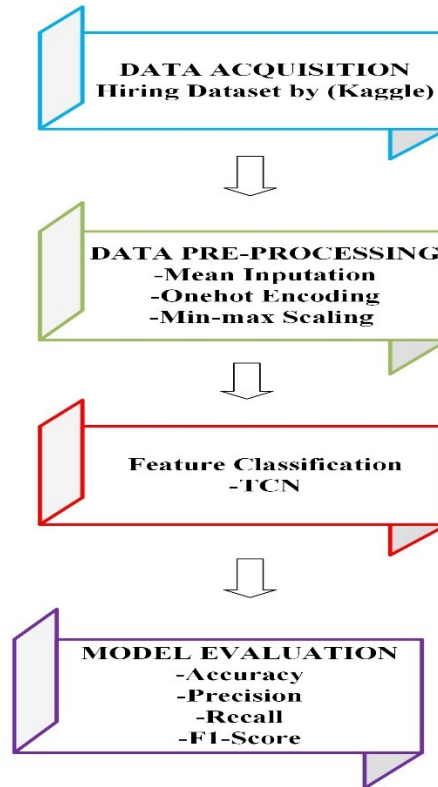 DATA ACQUISITION
Hiring Dataset by (Kaggle)
DATA PRE-PROCESSING
-Mean Inputation
-Onehot Encoding
-Min-max Scaling
Feature Classification
-TCN
MODEL EVALUATION
-Accuracy
-Precision
-Recall
-F1-Score